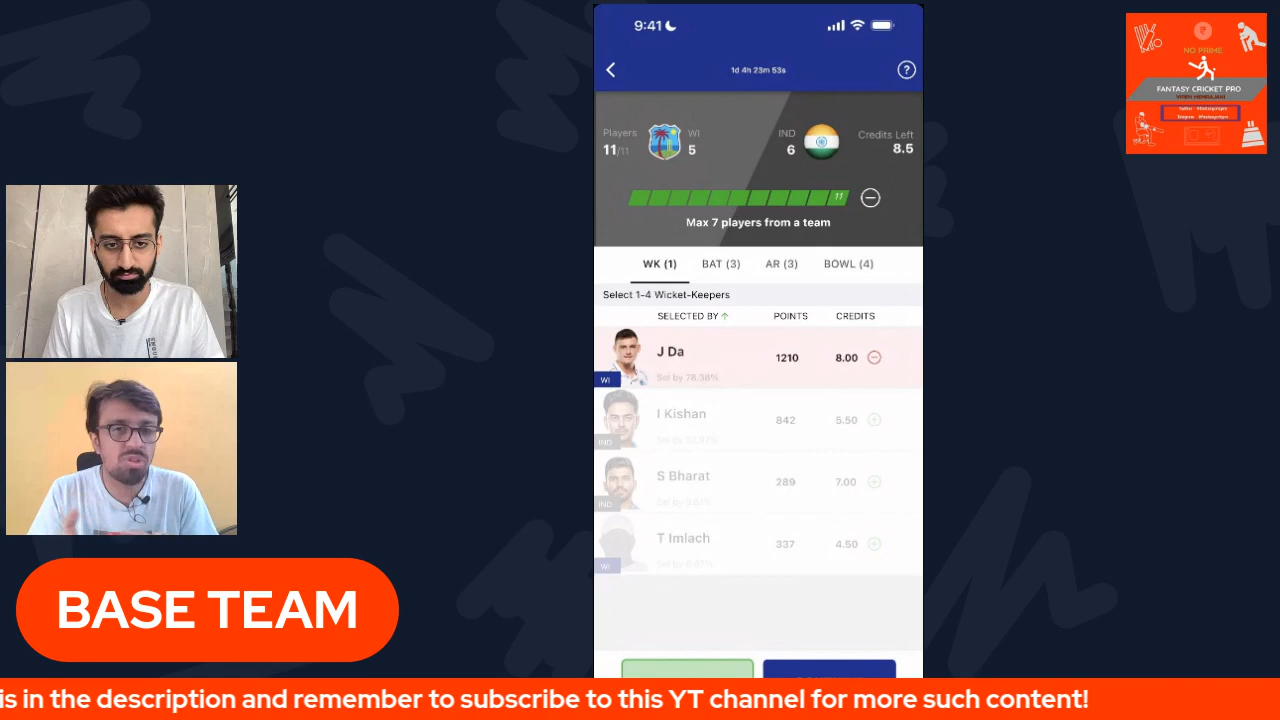 9:41
1d 4h 23m 53s
?
Players
11/11
WI
5
IND
6
Credits Left
8.5
11
Max 7 players from a team
WK (1) BAT (3) AR (3) BOWL (4)
Select 1-4 Wicket-Keepers
SELECTED BY POINTS CREDITS
J Da 1210 8.00
Sel by 78.38%
WI
I Kishan 842 5.50
IND
S Bharat 289 7.00
IND
T Imlach 337 4.50
WI
NO PRIME
FANTASY CRICKET PRO
VIREN HEMRAJANI
BASE TEAM
is in the description and remember to subscribe to this YT channel for more such content!